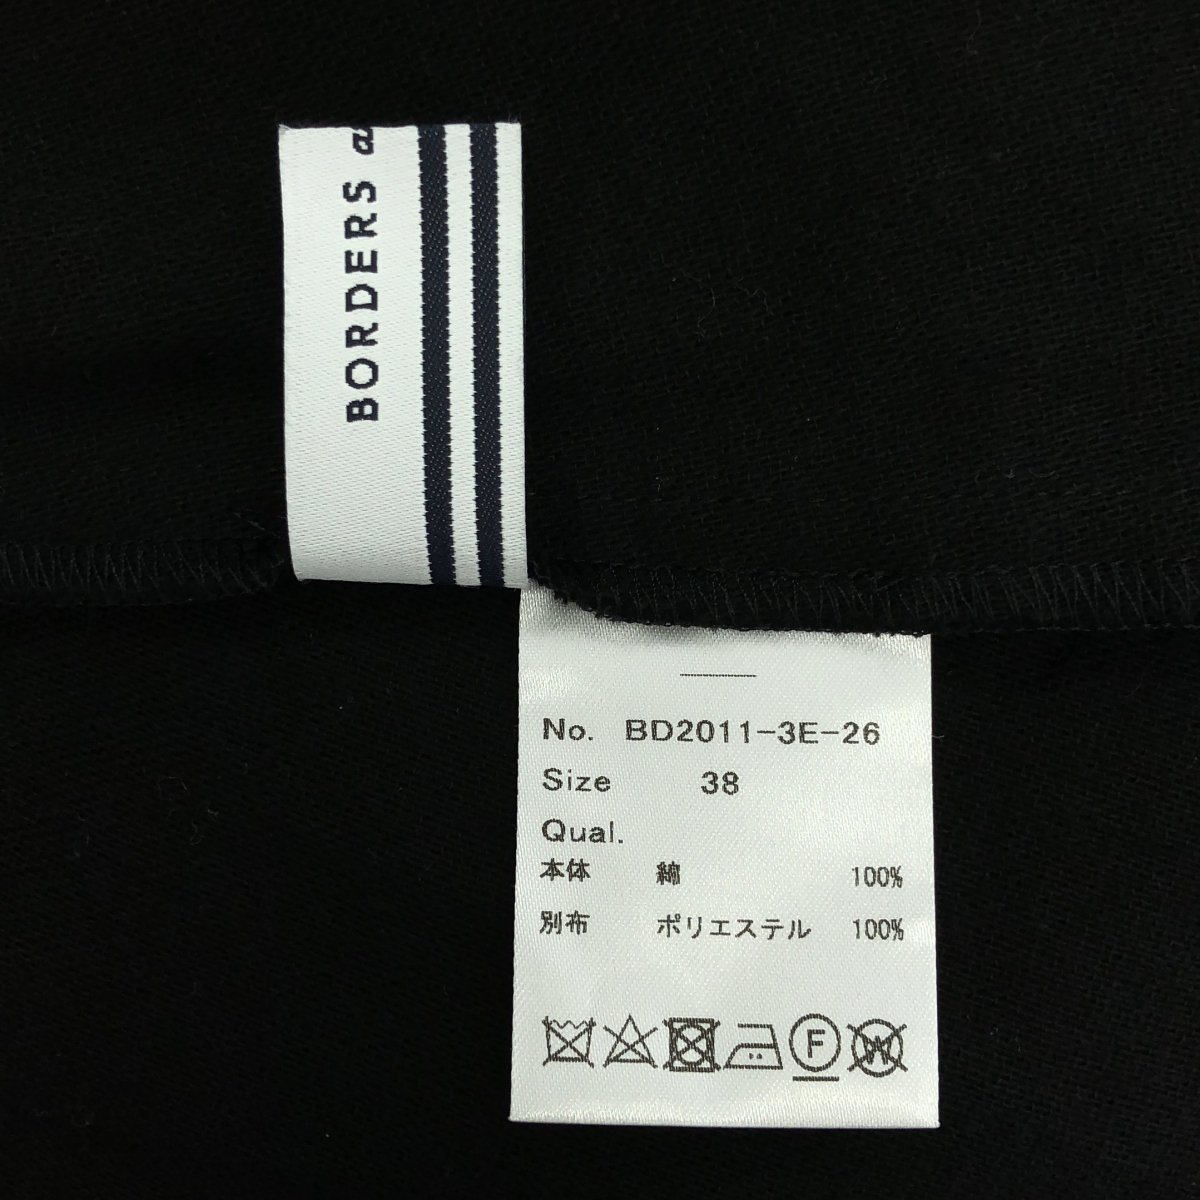 BORDERS a
No. BD2011-3E-26
Size 38
Qual.
本体 綿 100%
別布 ポリエステル 100%
F
W